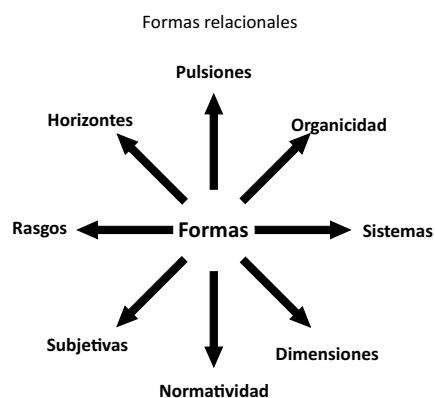 Formas relacionales
Pulsiones
Horizontes
Organicidad
Rasgos
Formas
Sistemas
Subjetivas
Dimensiones
Normatividad